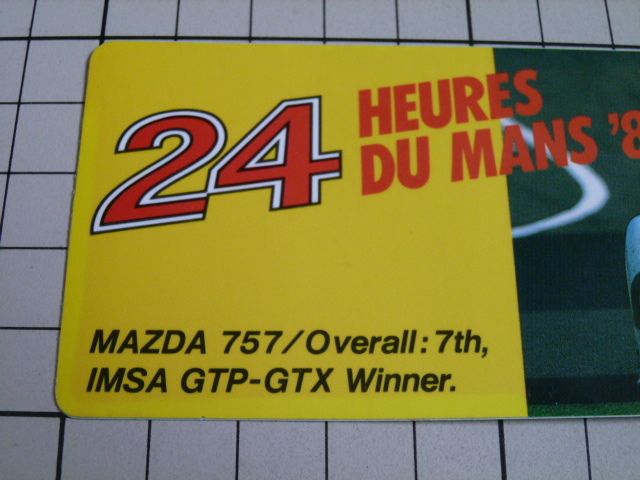 24
HEURES
DU MANS '8
MAZDA 757/Overall: 7th,
IMSA GTP-GTX Winner.